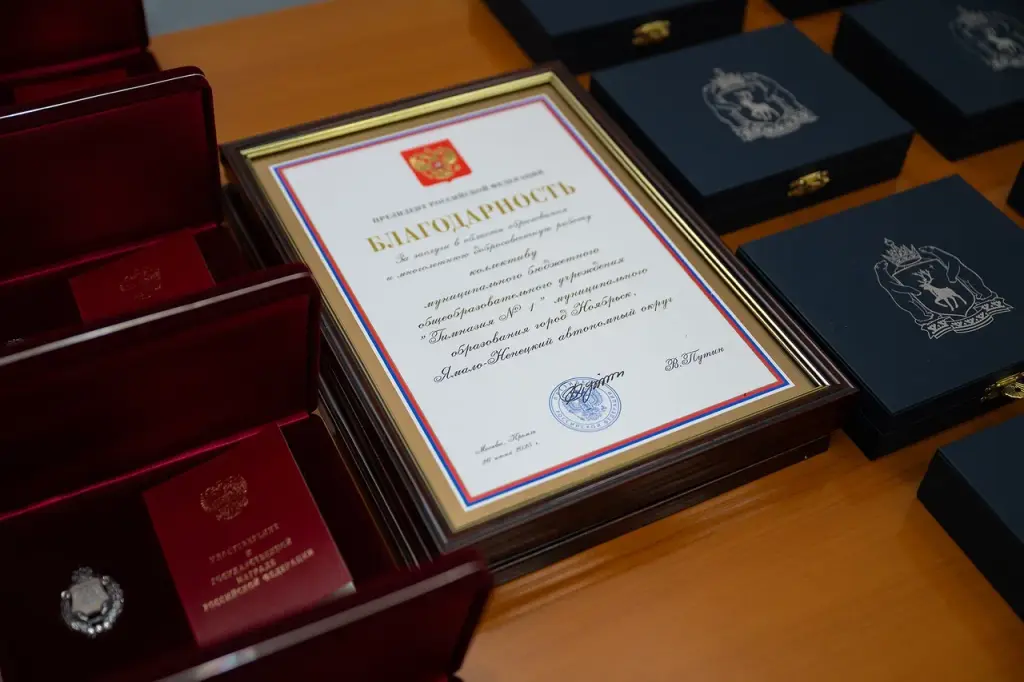 ПРЕЗИДЕНТ РОССИЙСКОЙ ФЕДЕРАЦИИ
БЛАГОДАРНОСТЬ
За заслуги в области образования
и многолетнюю добросовестную работу
коллективу
муниципального бюджетного
общеобразовательного учреждения
"Гимназия № 1" муниципального
образования город Ноябрьск,
Ямало-Ненецкий автономный округ
В.Путин
Москва, Кремль
УДОСТОВЕРЕНИЕ
К
ГОСУДАРСТВЕННОЙ
НАГРАДЕ
РОССИЙСКОЙ ФЕДЕРАЦИИ